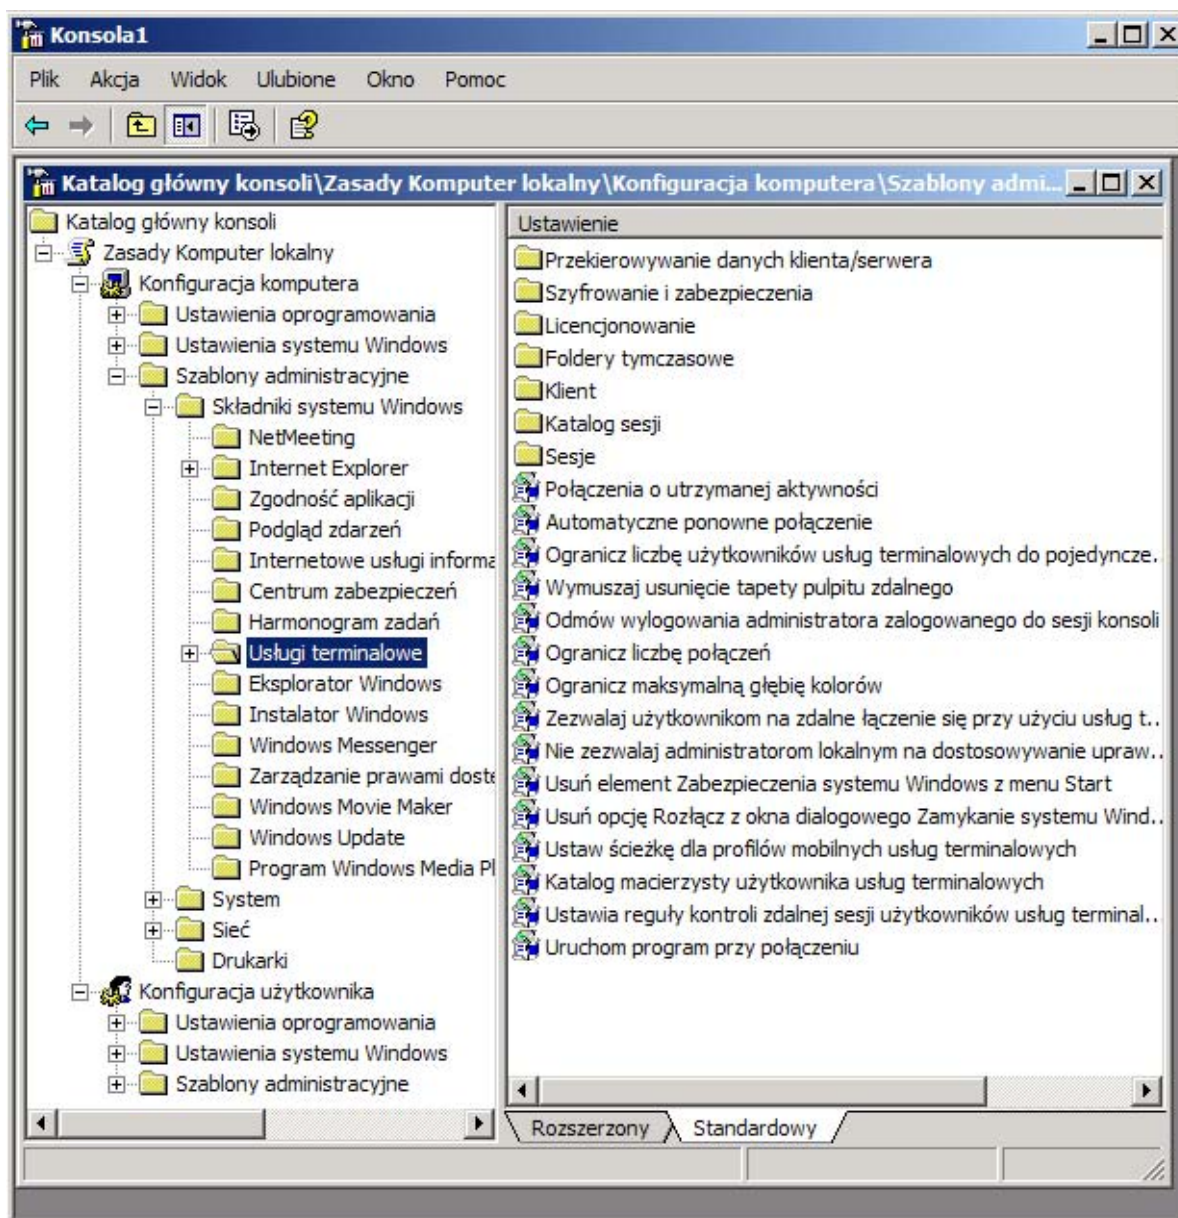 Konsola1
Plik Akcja Widok Ulubione Okno Pomoc
Katalog główny konsoli\Zasady Komputer lokalny\Konfiguracja komputera\Szablony admi...
Katalog główny konsoli
Zasady Komputer lokalny
Konfiguracja komputera
Ustawienia oprogramowania
Ustawienia systemu Windows
Szablony administracyjne
Składniki systemu Windows
NetMeeting
Internet Explorer
Zgodność aplikacji
Podgląd zdarzeń
Internetowe usługi informa
Centrum zabezpieczeń
Harmonogram zadań
Usługi terminalowe
Eksplorator Windows
Instalator Windows
Windows Messenger
Zarządzanie prawami doste
Windows Movie Maker
Windows Update
Program Windows Media Pl
System
Sieć
Drukarki
Konfiguracja użytkownika
Ustawienia oprogramowania
Ustawienia systemu Windows
Szablony administracyjne
Ustawienie
Przekierowywanie danych klienta/serwera
Szyfrowanie i zabezpieczenia
Licencjonowanie
Foldery tymczasowe
Klient
Katalog sesji
Sesje
Połączenia o utrzymanej aktywności
Automatyczne ponowne połączenie
Ogranicz liczbę użytkowników usług terminalowych do pojedyncze.
Wymuszaj usunięcie tapety pulpitu zdalnego
Odmów wylogowania administratora zalogowanego do sesji konsoli
Ogranicz liczbę połączeń
Ogranicz maksymalną głębię kolorów
Zezwalaj użytkownikom na zdalne łączenie się przy użyciu usług t..
Nie zezwalaj administratorom lokalnym na dostosowywanie upraw..
Usuń element Zabezpieczenia systemu Windows z menu Start
Usuń opcję Rozłącz z okna dialogowego Zamykanie systemu Wind..
Ustaw ścieżkę dla profilów mobilnych usług terminalowych
Katalog macierzysty użytkownika usług terminalowych
Ustawia reguły kontroli zdalnej sesji użytkowników usług terminal..
Uruchom program przy połączeniu
Rozszerzony Standardowy